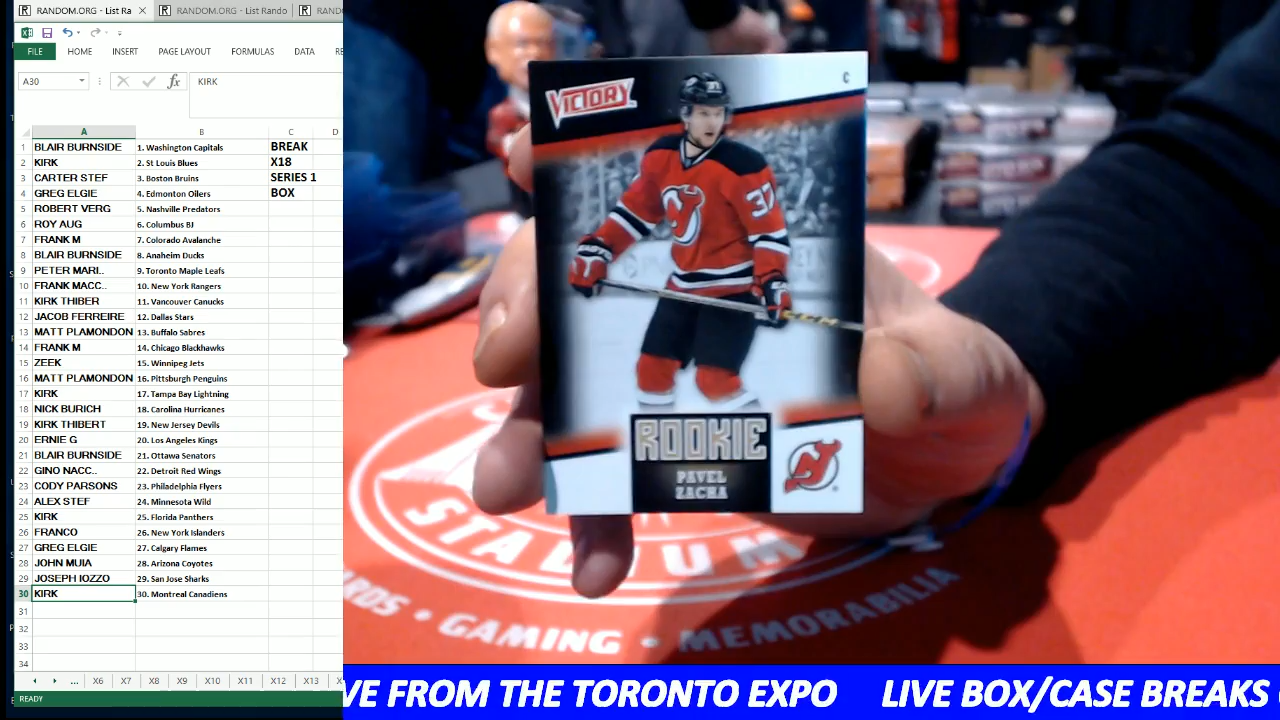 RANDOM.ORG - List Ra
RANDOM.ORG - List Rando
RANDO
FILE HOME INSERT PAGE LAYOUT FORMULAS DATA RE
A30 fx KIRK
A B C D
1 BLAIR BURNSIDE 1. Washington Capitals BREAK
2 KIRK 2. St Louis Blues X18
3 CARTER STEF 3. Boston Bruins SERIES 1
4 GREG ELGIE 4. Edmonton Oilers BOX
5 ROBERT VERG 5. Nashville Predators
6 ROY AUG 6. Columbus BJ
7 FRANK M 7. Colorado Avalanche
8 BLAIR BURNSIDE 8. Anaheim Ducks
9 PETER MARI.. 9. Toronto Maple Leafs
10 FRANK MACC.. 10. New York Rangers
11 KIRK THIBER 11. Vancouver Canucks
12 JACOB FERREIRE 12. Dallas Stars
13 MATT PLAMONDON 13. Buffalo Sabres
14 FRANK M 14. Chicago Blackhawks
15 ZEEK 15. Winnipeg Jets
16 MATT PLAMONDON 16. Pittsburgh Penguins
17 KIRK 17. Tampa Bay Lightning
18 NICK BURICH 18. Carolina Hurricanes
19 KIRK THIBERT 19. New Jersey Devils
20 ERNIE G 20. Los Angeles Kings
21 BLAIR BURNSIDE 21. Ottawa Senators
22 GINO NACC.. 22. Detroit Red Wings
23 CODY PARSONS 23. Philadelphia Flyers
24 ALEX STEF 24. Minnesota Wild
25 KIRK 25. Florida Panthers
26 FRANCO 26. New York Islanders
27 GREG ELGIE 27. Calgary Flames
28 JOHN MUIA 28. Arizona Coyotes
29 JOSEPH IOZZO 29. San Jose Sharks
30 KIRK 30. Montreal Canadiens
31
32
33
34
... X6 X7 X8 X9 X10 X11 X12 X13 X
READY
VICTORY
C
37
37
ROOKIE
PAVEL
ZACHA
STADIUM
RDS • GAMING • MEMORABILIA
VE FROM THE TORONTO EXPO LIVE BOX/CASE BREAKS